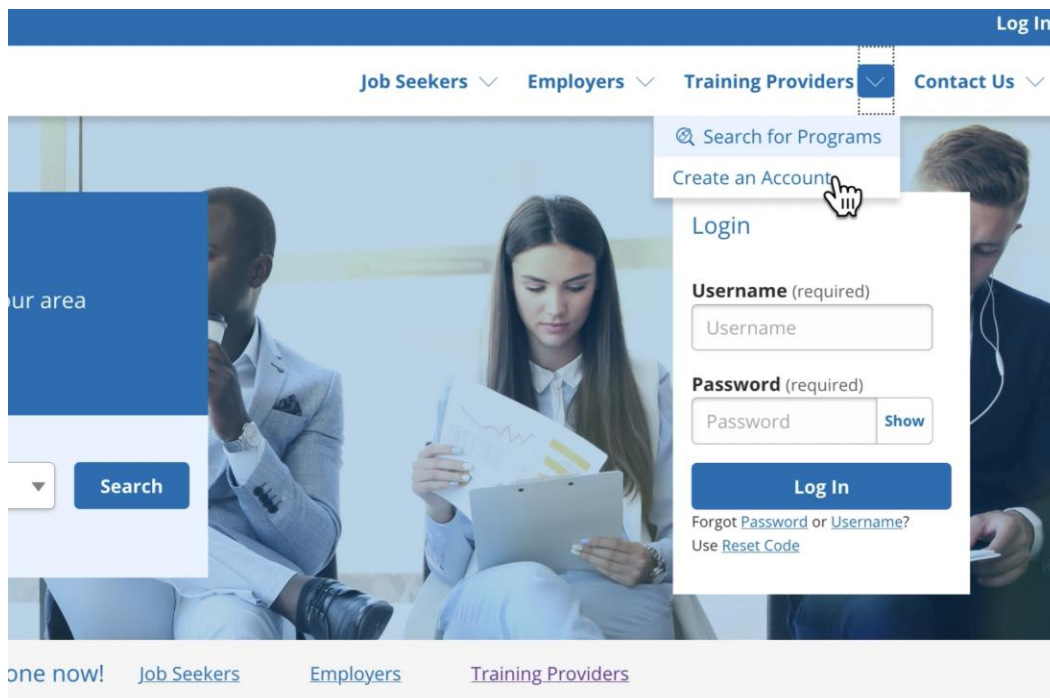 Log In
Job Seekers Employers Training Providers Contact Us
Search for Programs
Create an Account
Login
our area
Username (required)
Username
Password (required)
Password Show
Search
Log In
Forgot Password or Username?
Use Reset Code
one now! Job Seekers Employers Training Providers